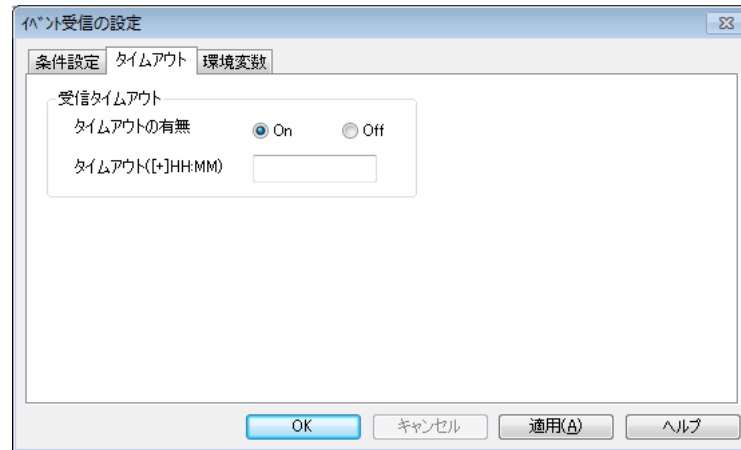 ｲﾍﾞﾝﾄ受信の設定
条件設定 タイムアウト 環境変数
受信タイムアウト
タイムアウトの有無 On Off
タイムアウト([+]HH:MM)
OK キャンセル 適用(A) ヘルプ